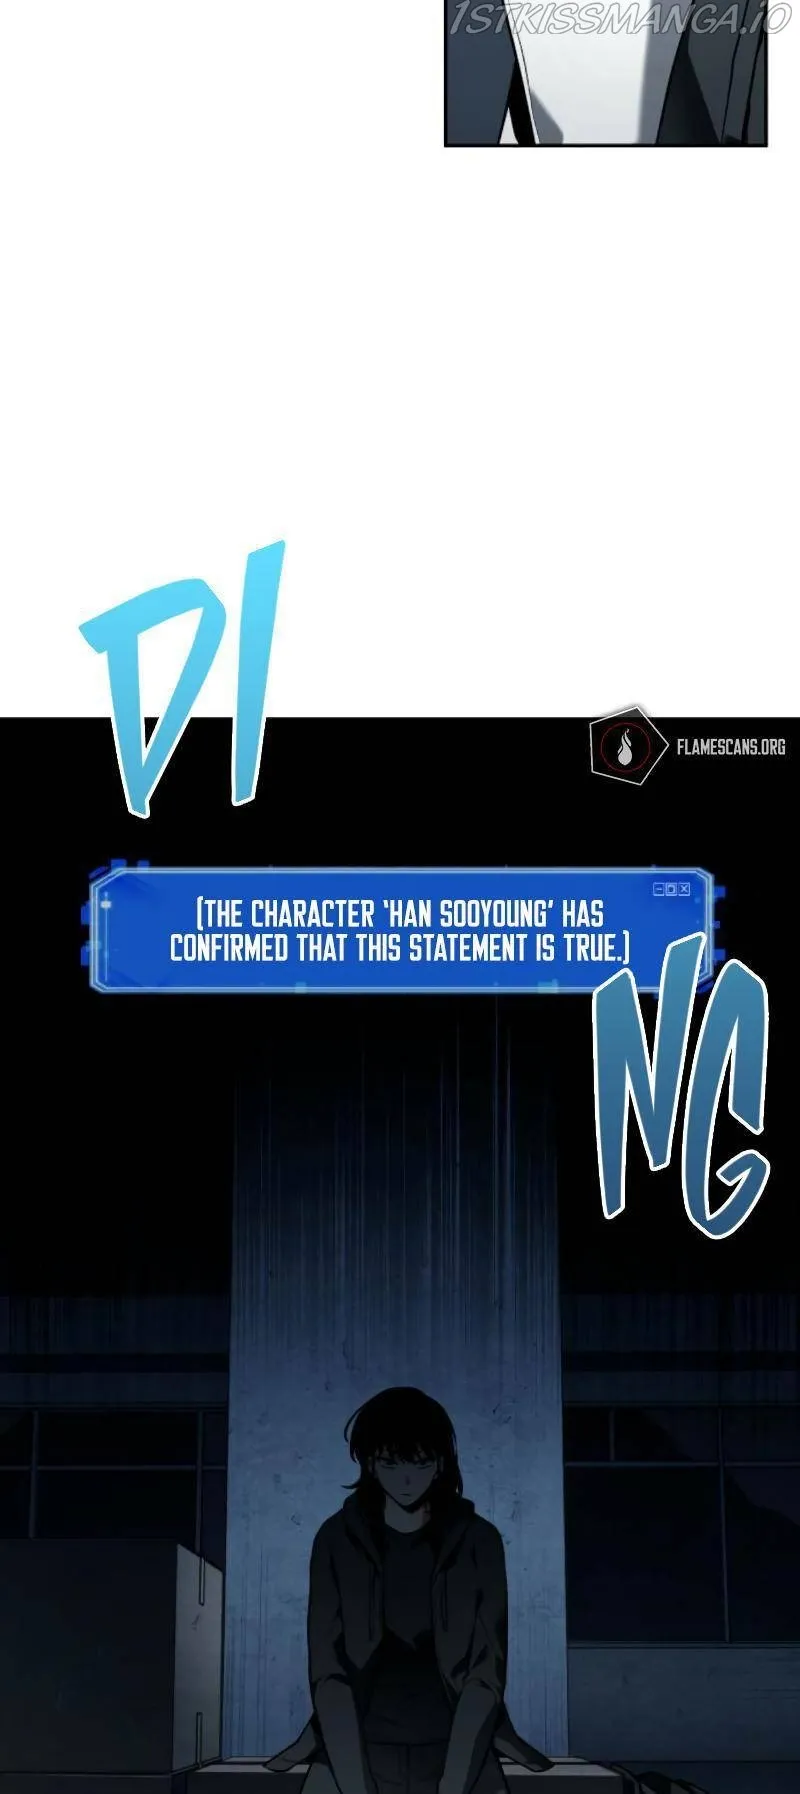 1STKISSMANGA.IO
DI
FLAMESCANS.ORG
[THE CHARACTER ‘HAN SOOYOUNG’ HAS
CONFIRMED THAT THIS STATEMENT IS TRUE.]
NG